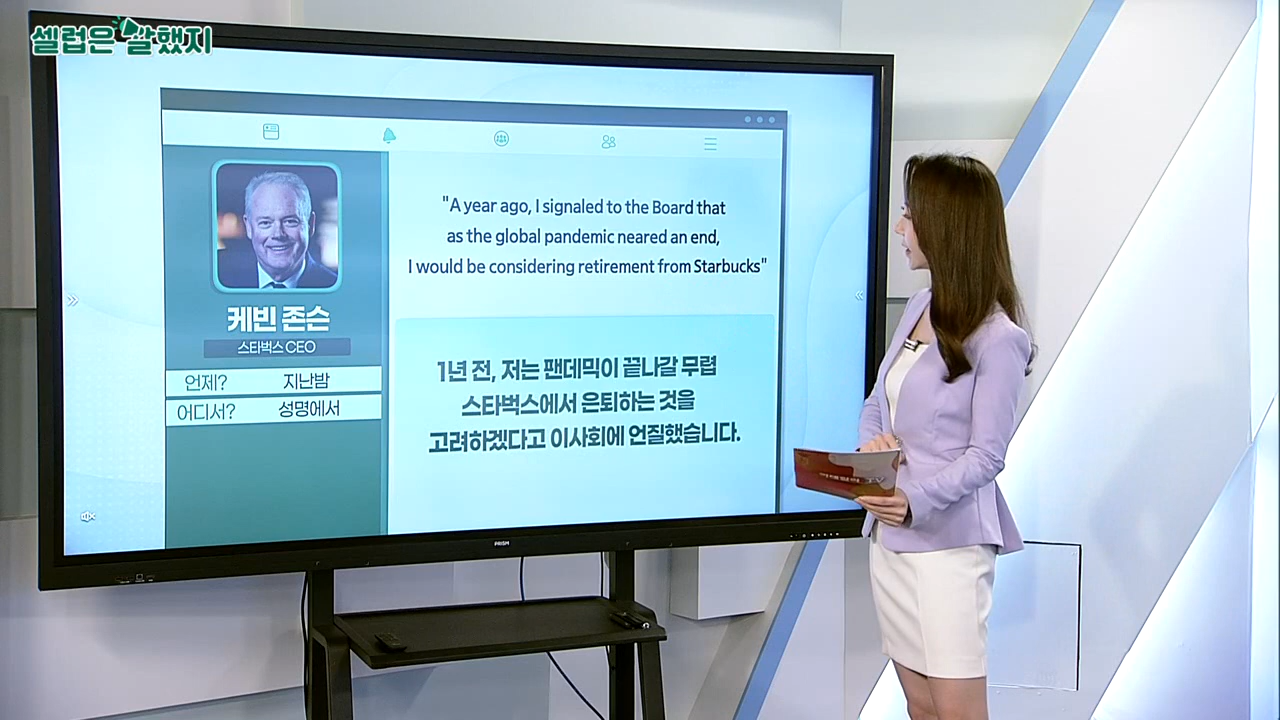 셀럽은 말했지
"A year ago, I signaled to the Board that
as the global pandemic neared an end,
I would be considering retirement from Starbucks"
케빈 존슨
스타벅스 CEO
언제? 지난밤
어디서? 성명에서
1년 전, 저는 팬데믹이 끝나갈 무렵
스타벅스에서 은퇴하는 것을
고려하겠다고 이사회에 언질했습니다.
PRISM